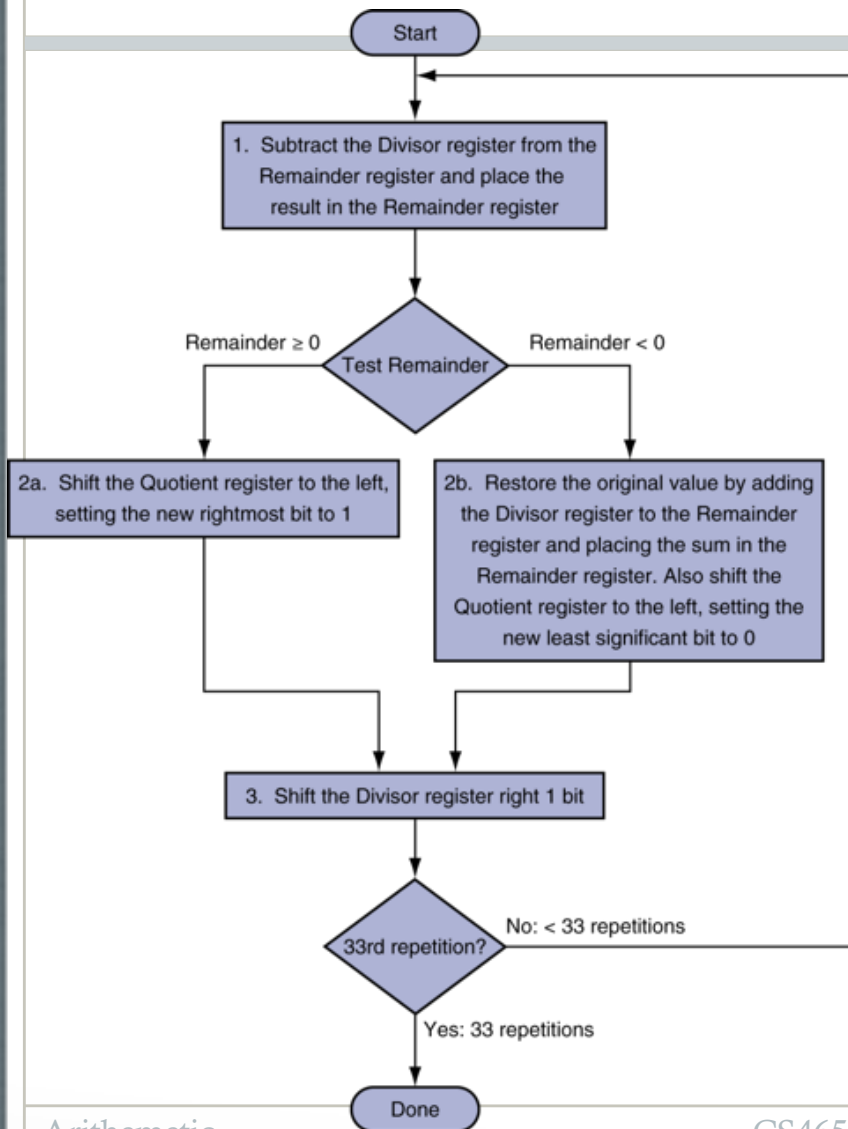 Start
1. Subtract the Divisor register from the
Remainder register and place the
result in the Remainder register
Remainder ≥ 0
Test Remainder
Remainder < 0
2a. Shift the Quotient register to the left,
setting the new rightmost bit to 1
2b. Restore the original value by adding
the Divisor register to the Remainder
register and placing the sum in the
Remainder register. Also shift the
Quotient register to the left, setting the
new least significant bit to 0
3. Shift the Divisor register right 1 bit
33rd repetition?
No: < 33 repetitions
Yes: 33 repetitions
Done
CS465